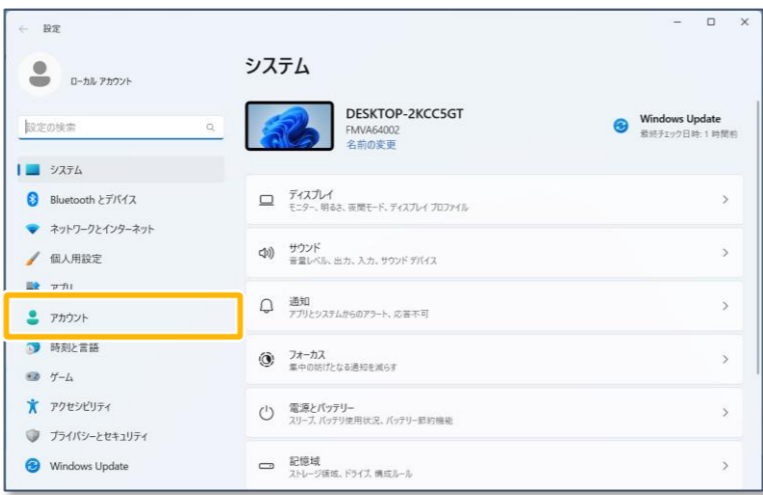 設定
ローカル アカウント
設定の検索
システム
Bluetooth とデバイス
ネットワークとインターネット
個人用設定
アプリ
アカウント
時刻と言語
ゲーム
アクセシビリティ
プライバシーとセキュリティ
Windows Update
システム
DESKTOP-2KCC5GT
FMVA64002
名前の変更
Windows Update
最終チェック日時: 1 時間前
ディスプレイ
モニター、明るさ、夜間モード、ディスプレイ プロファイル
サウンド
音量レベル、出力、入力、サウンド デバイス
通知
アプリとシステムからのアラート、応答不可
フォーカス
集中の妨げとなる通知を減らす
電源とバッテリー
スリープ、バッテリ使用状況、バッテリー節約機能
記憶域
ストレージ領域、ドライブ、構成ルール